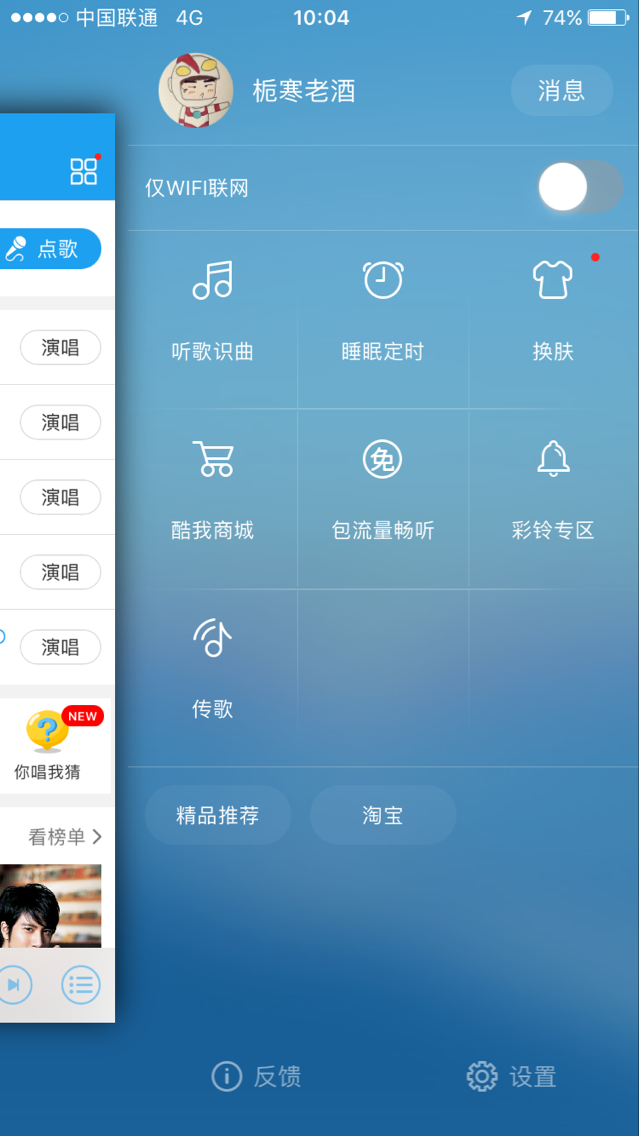 中国联通 4G 10:04 74%
栀寒老酒
消息
仅WIFI联网
点歌
听歌识曲
睡眠定时
换肤
演唱
演唱
演唱
演唱
演唱
酷我商城
免
包流量畅听
彩铃专区
传歌
NEW
你唱我猜
精品推荐
淘宝
看榜单
反馈
设置